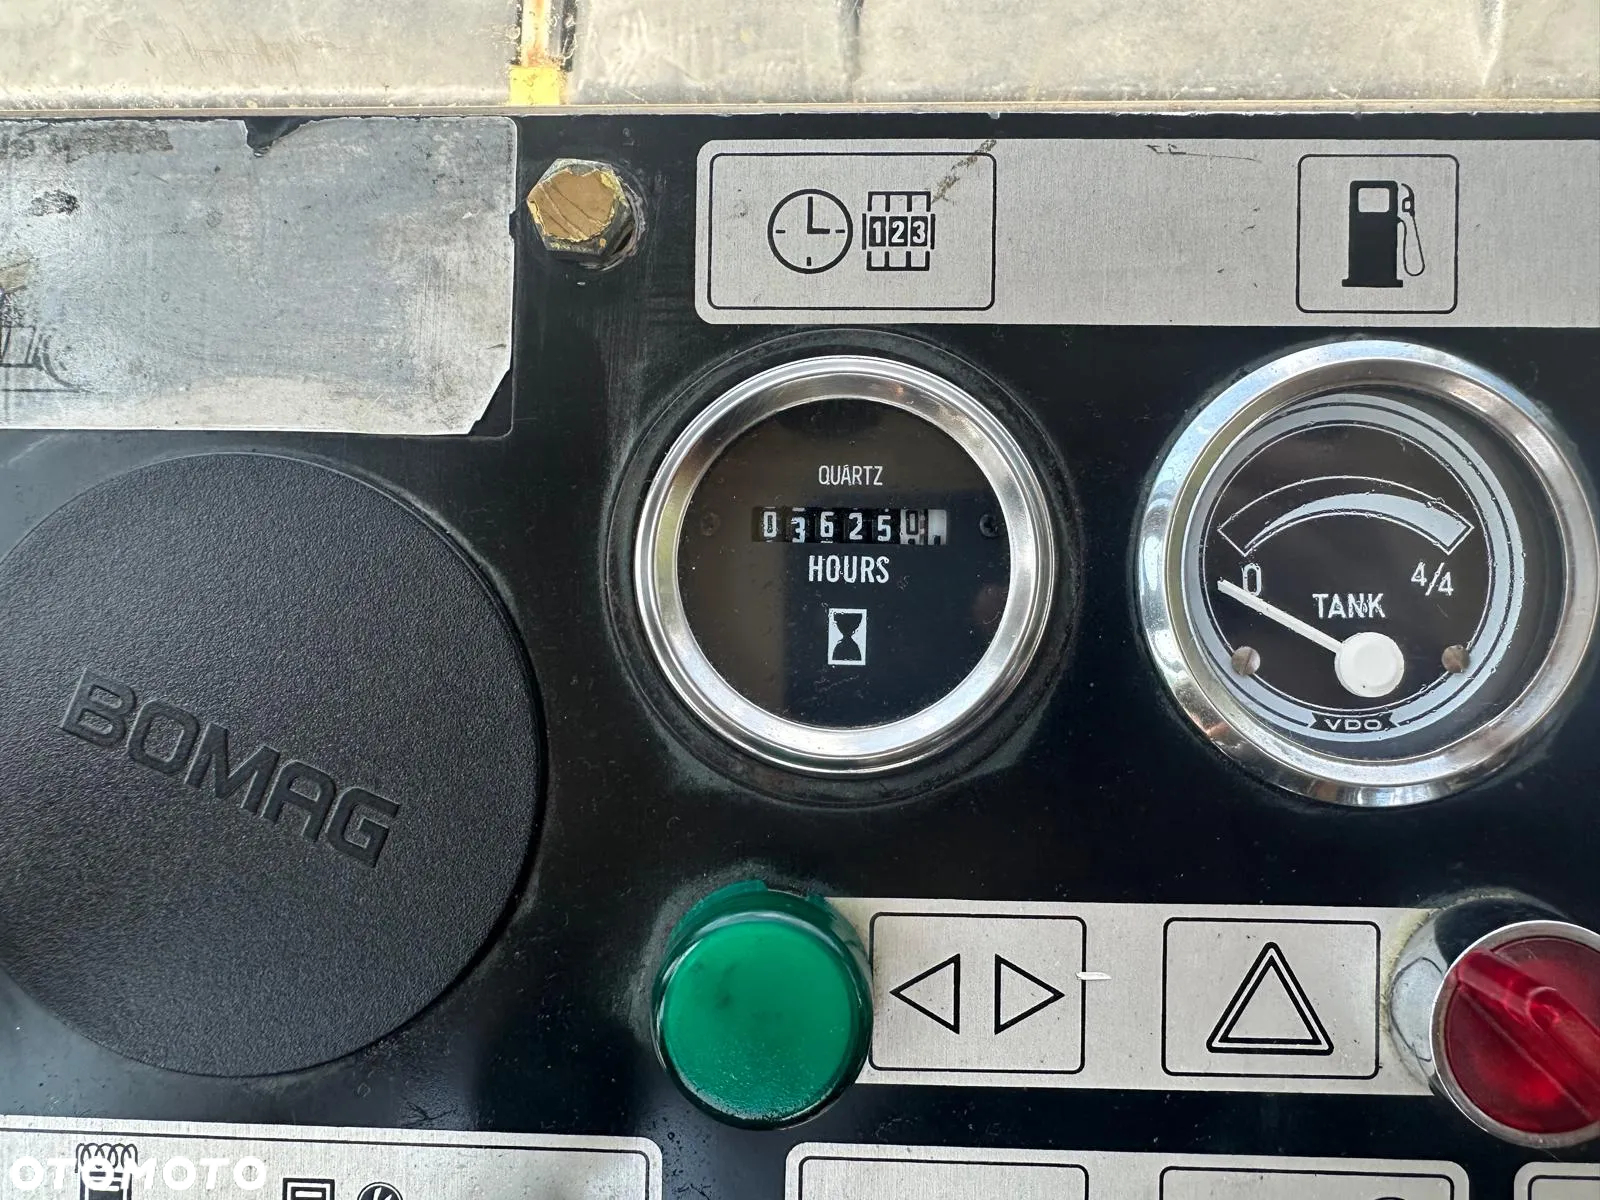 123
QUARTZ
036250
HOURS
0
4/4
TANK
VDO
BOMAG
OTOMOTO